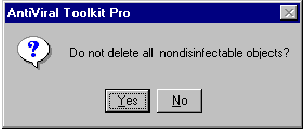 AntiViral Toolkit Pro
Do not delete all nondisinfectable objects?
Yes No